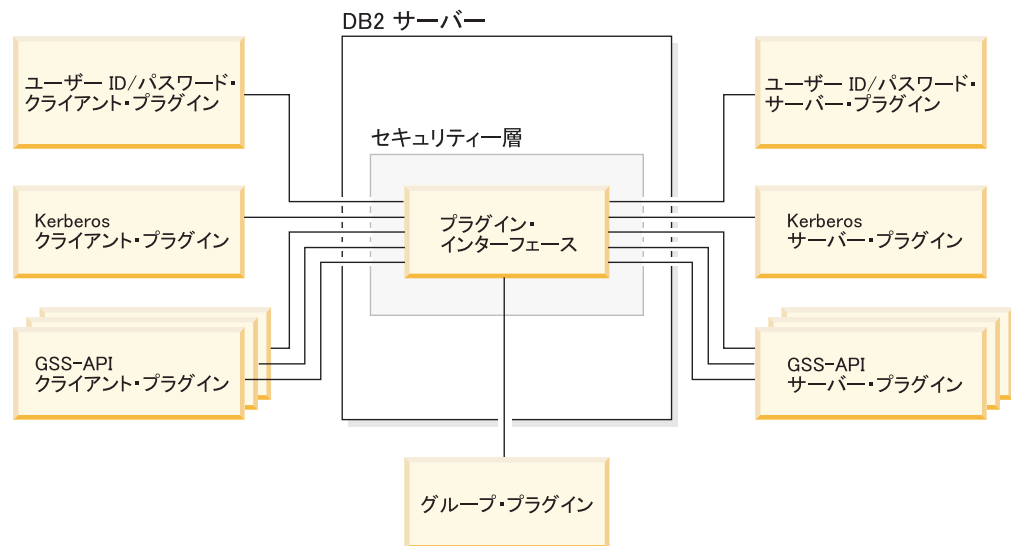 DB2 サーバー
ユーザー ID/パスワード・
クライアント・プラグイン
ユーザー ID/パスワード・
サーバー・プラグイン
セキュリティー層
Kerberos
クライアント・プラグイン
プラグイン・
インターフェース
Kerberos
サーバー・プラグイン
GSS-API
クライアント・プラグイン
GSS-API
サーバー・プラグイン
グループ・プラグイン